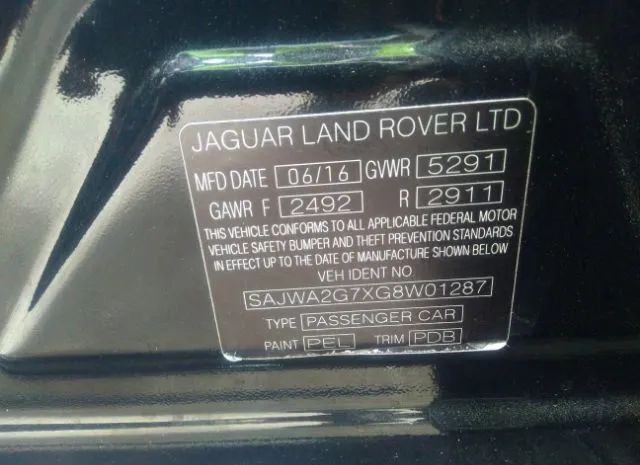 JAGUAR LAND ROVER LTD
MFD DATE 06/16 GVWR 5291
GAWR F 2492 R 2911
THIS VEHICLE CONFORMS TO ALL APPLICABLE FEDERAL MOTOR
VEHICLE SAFETY BUMPER AND THEFT PREVENTION STANDARDS
IN EFFECT UP TO THE DATE OF MANUFACTURE SHOWN BELOW
VEH IDENT NO
SAJWA2G7XG8W01287
TYPE PASSENGER CAR
PAINT PEL TRIM PDB